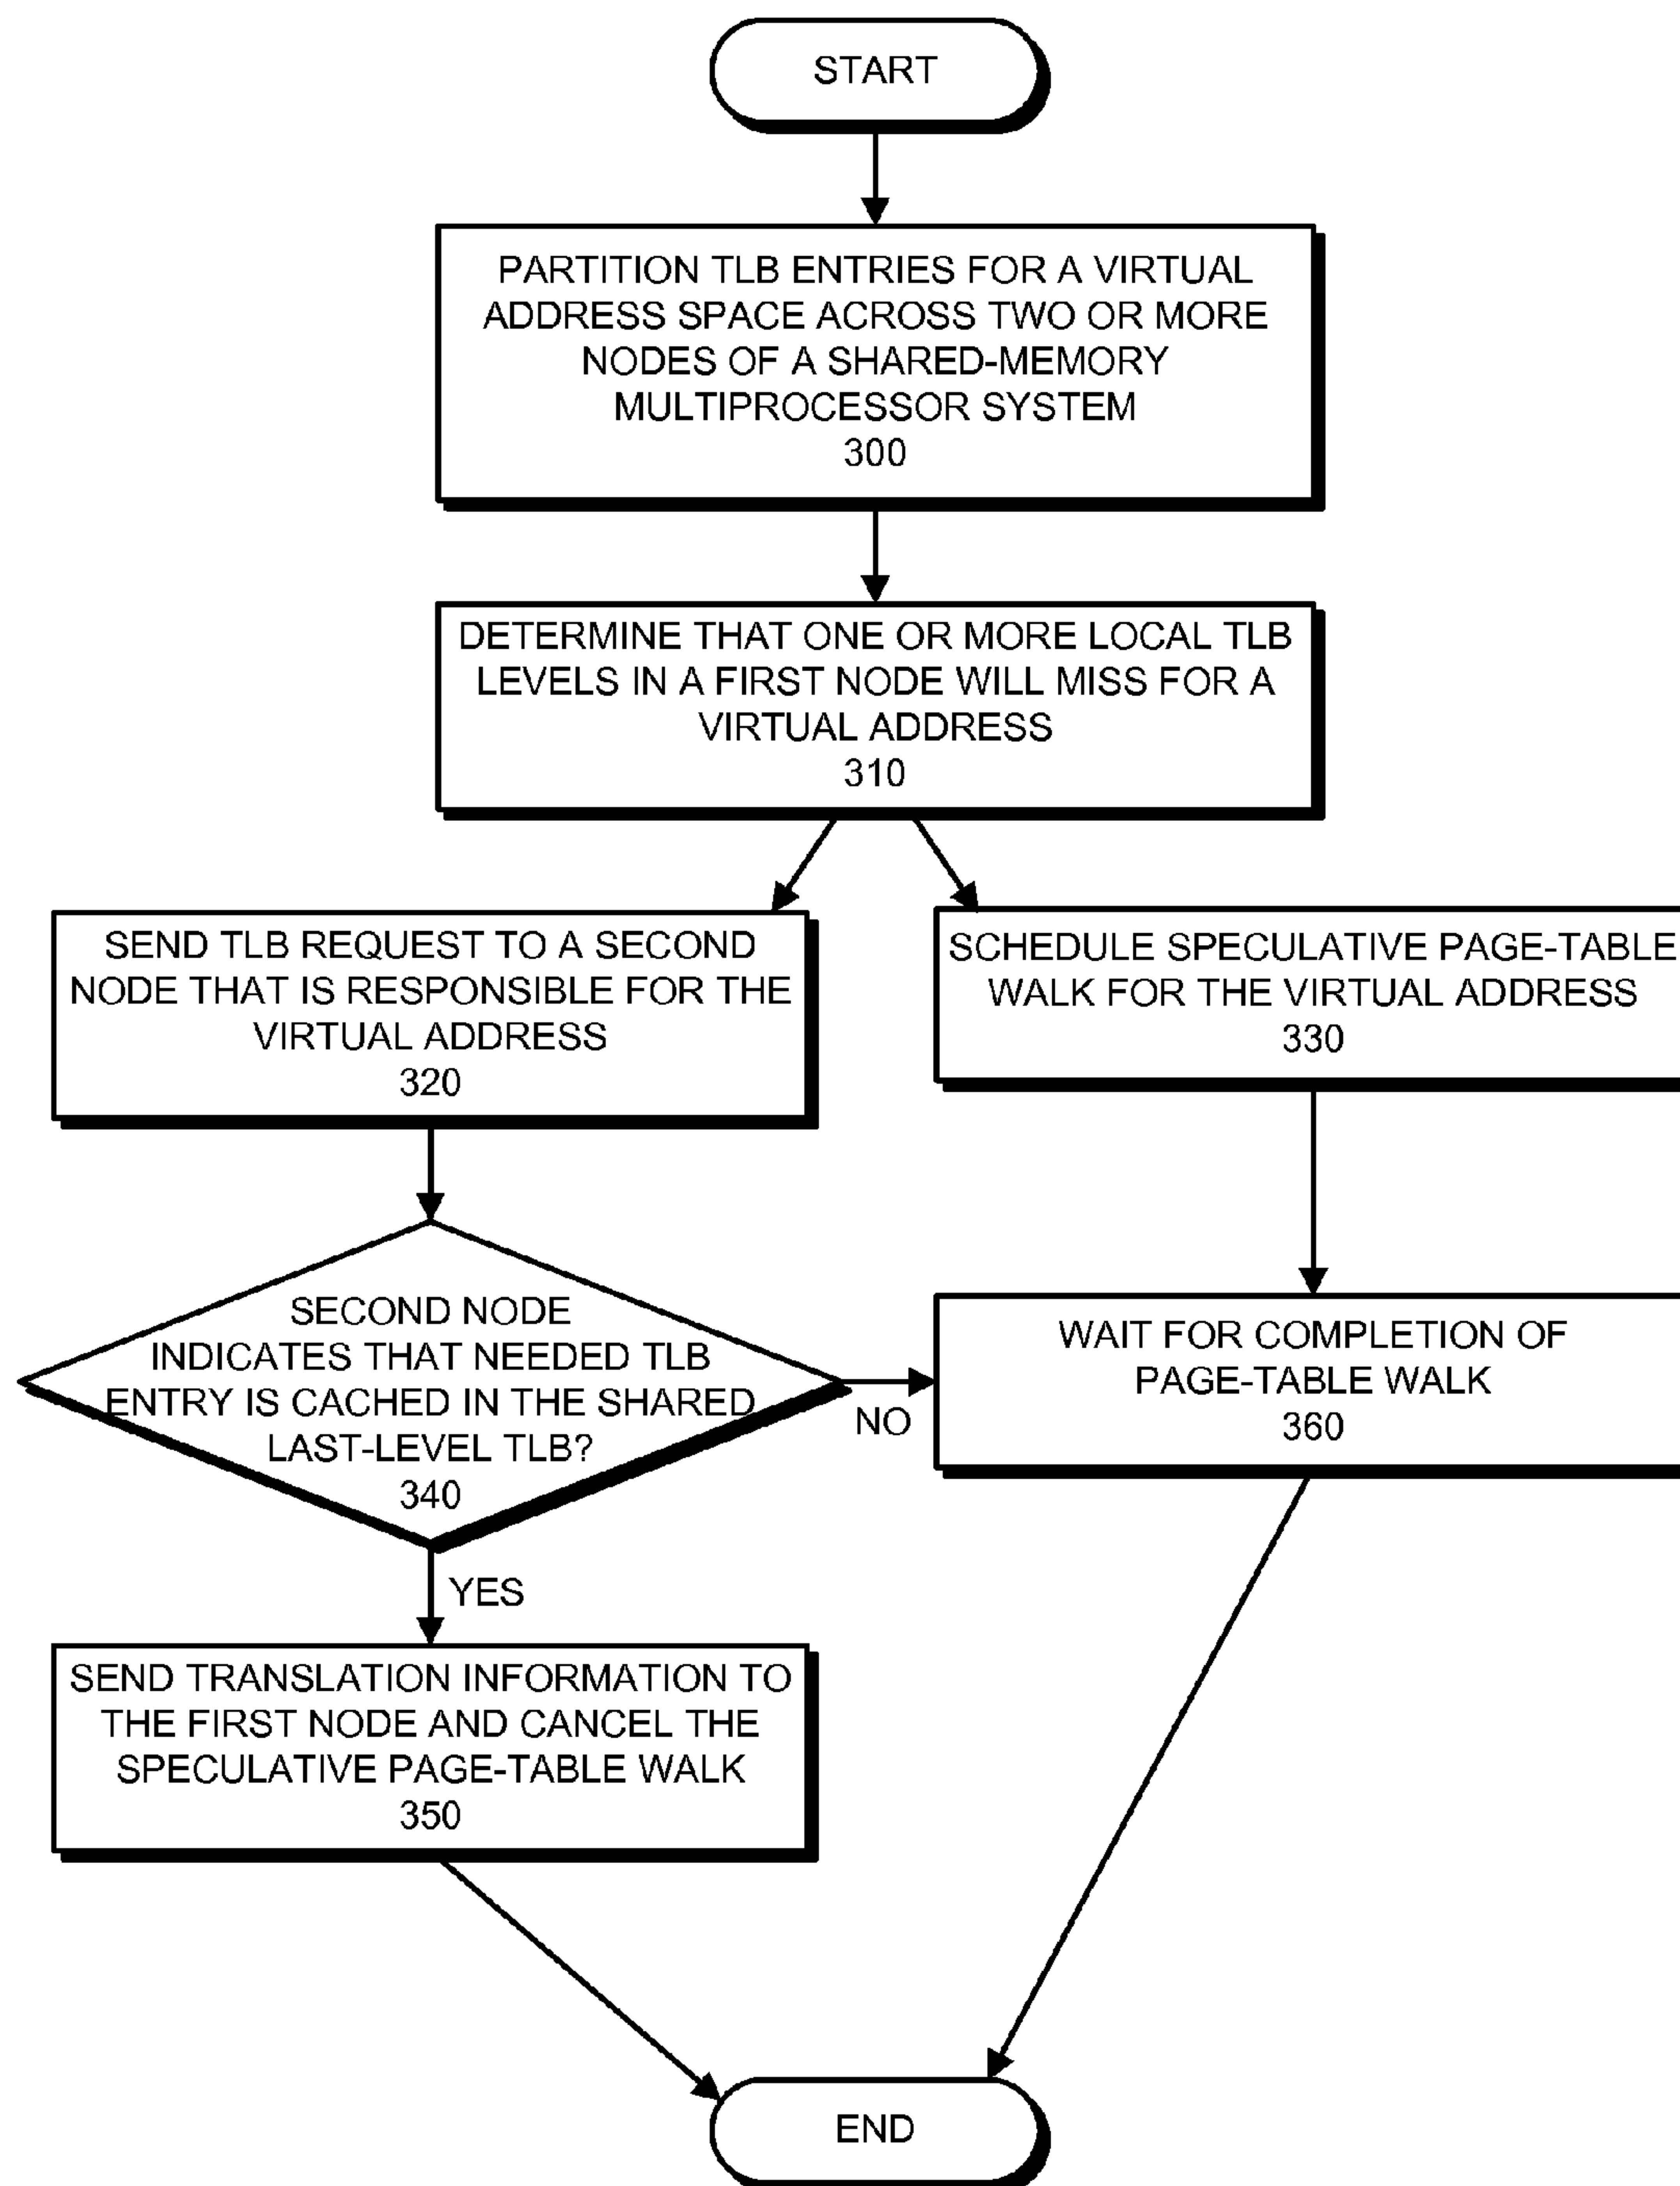 START
PARTITION TLB ENTRIES FOR A VIRTUAL
ADDRESS SPACE ACROSS TWO OR MORE
NODES OF A SHARED-MEMORY
MULTIPROCESSOR SYSTEM
300
DETERMINE THAT ONE OR MORE LOCAL TLB
LEVELS IN A FIRST NODE WILL MISS FOR A
VIRTUAL ADDRESS
310
SEND TLB REQUEST TO A SECOND
NODE THAT IS RESPONSIBLE FOR THE
VIRTUAL ADDRESS
320
SCHEDULE SPECULATIVE PAGE-TABLE
WALK FOR THE VIRTUAL ADDRESS
330
SECOND NODE
INDICATES THAT NEEDED TLB
ENTRY IS CACHED IN THE SHARED
LAST-LEVEL TLB?
340
NO
WAIT FOR COMPLETION OF
PAGE-TABLE WALK
360
YES
SEND TRANSLATION INFORMATION TO
THE FIRST NODE AND CANCEL THE
SPECULATIVE PAGE-TABLE WALK
350
END